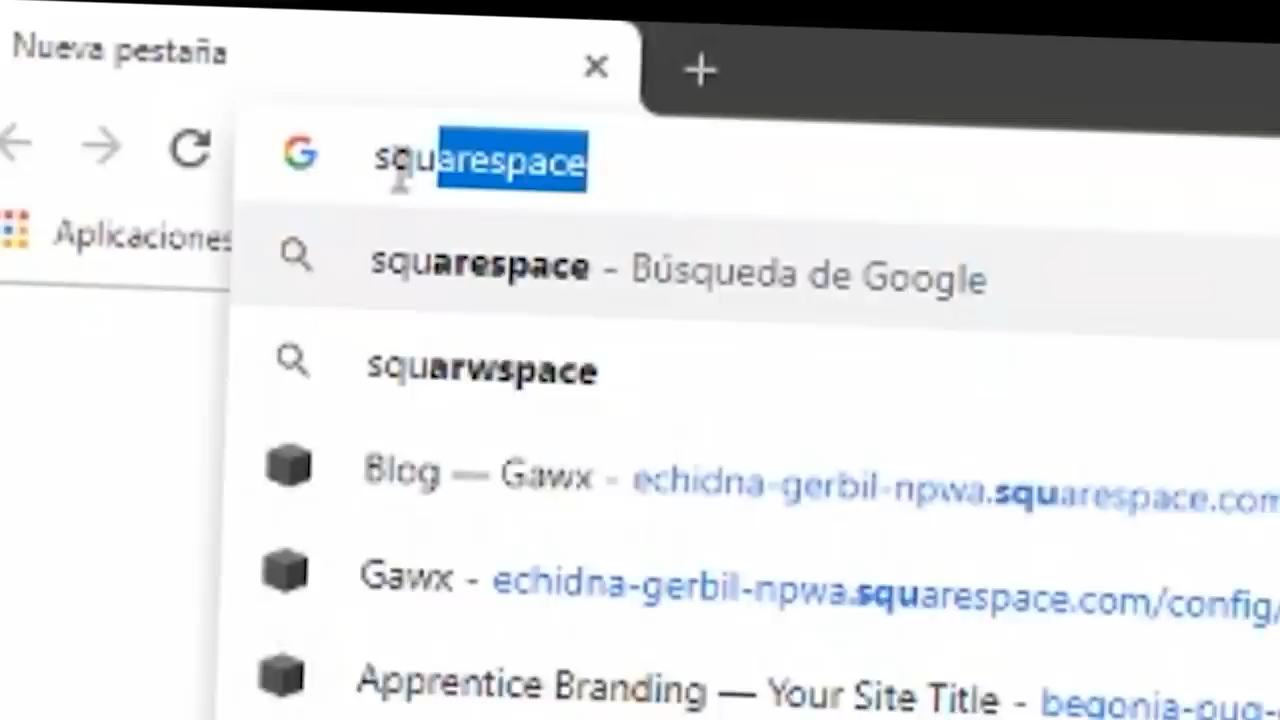 Nueva pestaña
squarespace
Aplicaciones
squarespace - Búsqueda de Google
squarwspace
Blog — Gawx - echidna-gerbil-npwa.squarespace.com
Gawx - echidna-gerbil-npwa.squarespace.com/config/
Apprentice Branding — Your Site Title - begonia-pug-